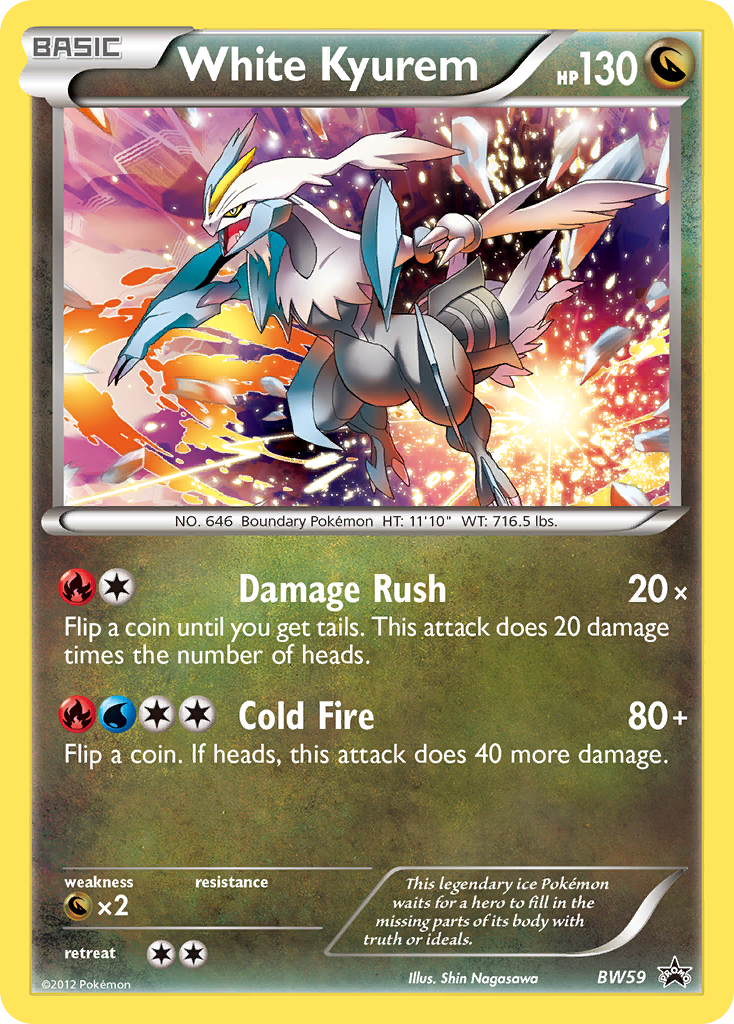 BASIC
White Kyurem
HP130
NO. 646 Boundary Pokémon HT: 11'10" WT: 716.5 lbs.
Damage Rush 20×
Flip a coin until you get tails. This attack does 20 damage
times the number of heads.
Cold Fire 80+
Flip a coin. If heads, this attack does 40 more damage.
weakness resistance
×2
retreat
This legendary ice Pokémon
waits for a hero to fill in the
missing parts of its body with
truth or ideals.
©2012 Pokémon
Illus. Shin Nagasawa
BW59
PROMO